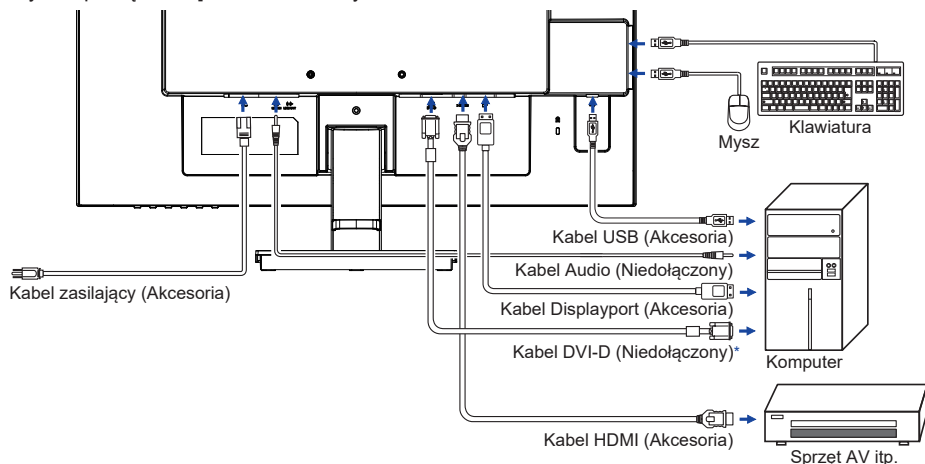 Klawiatura
Mysz
Kabel USB (Akcesoria)
Kabel Audio (Niedołączony)
Kabel zasilający (Akcesoria)
Kabel Displayport (Akcesoria)
Kabel DVI-D (Niedołączony)*
Komputer
Kabel HDMI (Akcesoria)
Sprzęt AV itp.